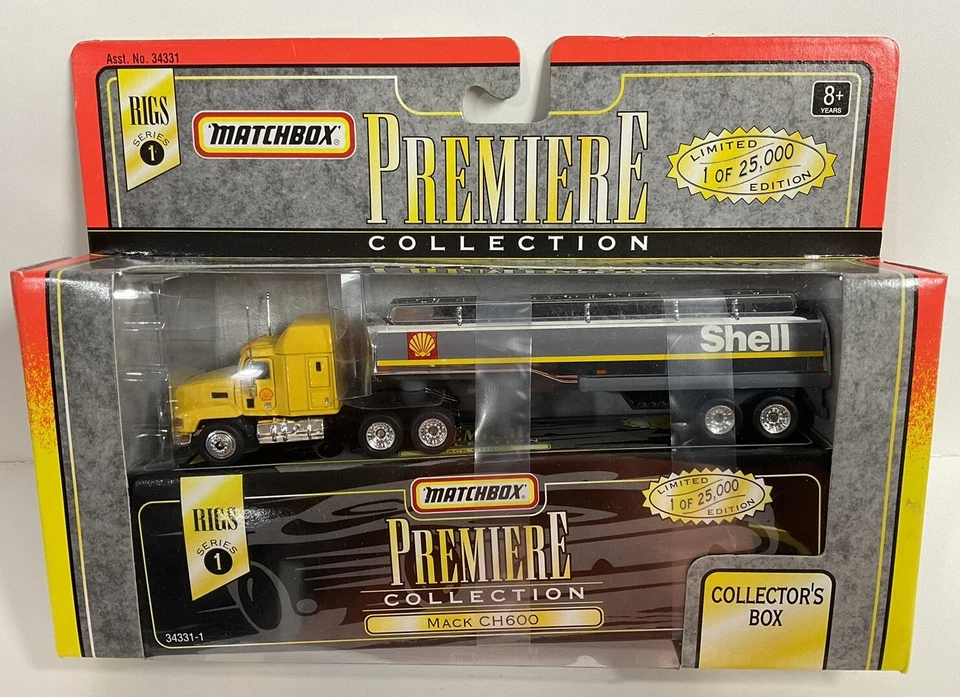 Asst. No. 34331
RIGS
SERIES
1
MATCHBOX®
PREMIERE
COLLECTION
LIMITED
1 OF 25,000
EDITION
8+
YEARS
Shell
RIGS
SERIES
1
MATCHBOX®
PREMIERE
COLLECTION
MACK CH600
LIMITED
1 OF 25,000
EDITION
34331-1
COLLECTOR'S
BOX